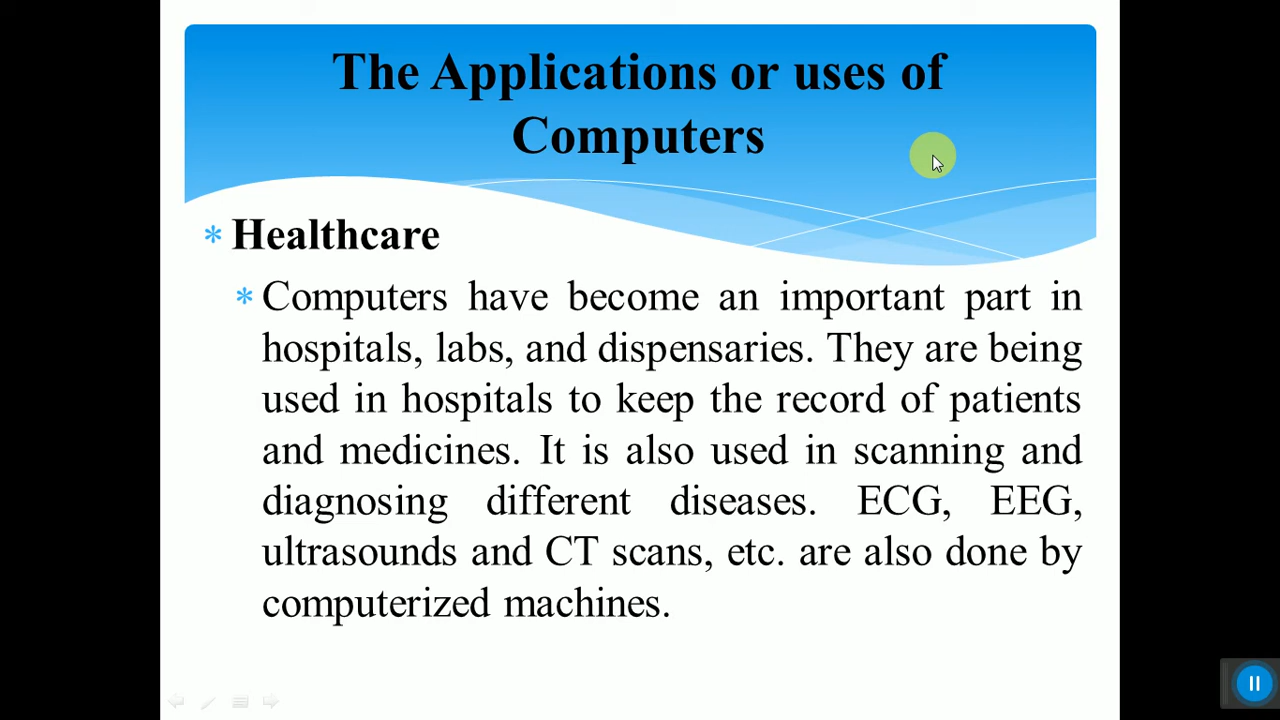 The Applications or uses of
Computers
* Healthcare
* Computers have become an important part in
hospitals, labs, and dispensaries. They are being
used in hospitals to keep the record of patients
and medicines. It is also used in scanning and
diagnosing different diseases. ECG, EEG,
ultrasounds and CT scans, etc. are also done by
computerized machines.